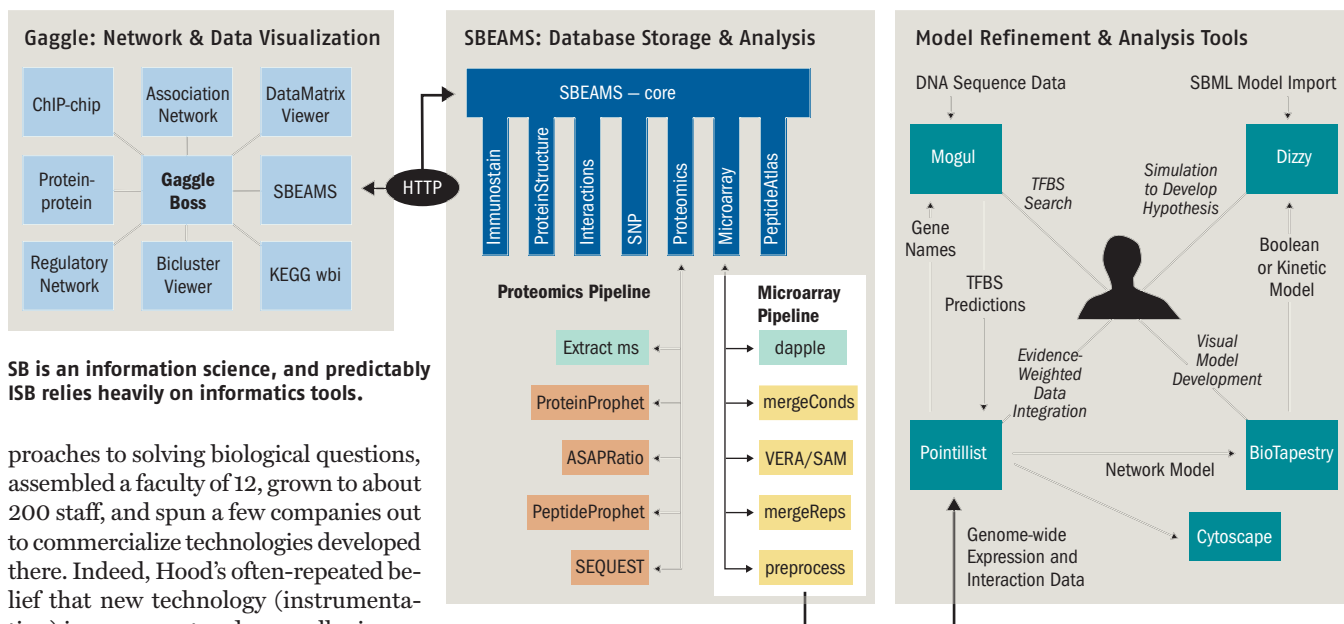 Gaggle: Network & Data Visualization
ChIP-chip
Association
Network
DataMatrix
Viewer
Protein-
protein
Gaggle
Boss
SBEAMS
Regulatory
Network
Bicluster
Viewer
KEGG wbi
HTTP
SBEAMS: Database Storage & Analysis
SBEAMS – core
Immunostain
ProteinStructure
Interactions
SNP
Proteomics
Microarray
PeptideAtlas
Proteomics Pipeline
Extract ms
ProteinProphet
ASAPRatio
PeptideProphet
SEQUEST
Microarray
Pipeline
dapple
mergeConds
VERA/SAM
mergeReps
preprocess
Model Refinement & Analysis Tools
DNA Sequence Data
SBML Model Import
Mogul
Dizzy
TFBS
Search
Simulation
to Develop
Hypothesis
Gene
Names
TFBS
Predictions
Boolean
or Kinetic
Model
Evidence-
Weighted
Data
Integration
Visual
Model
Development
Pointillist
Network Model
BioTapestry
Cytoscape
Genome-wide
Expression and
Interaction Data
SB is an information science, and predictably
ISB relies heavily on informatics tools.
proaches to solving biological questions,
assembled a faculty of 12, grown to about
200 staff, and spun a few companies out
to commercialize technologies developed
there. Indeed, Hood's often-repeated be-
lief that new technology (instrumenta-